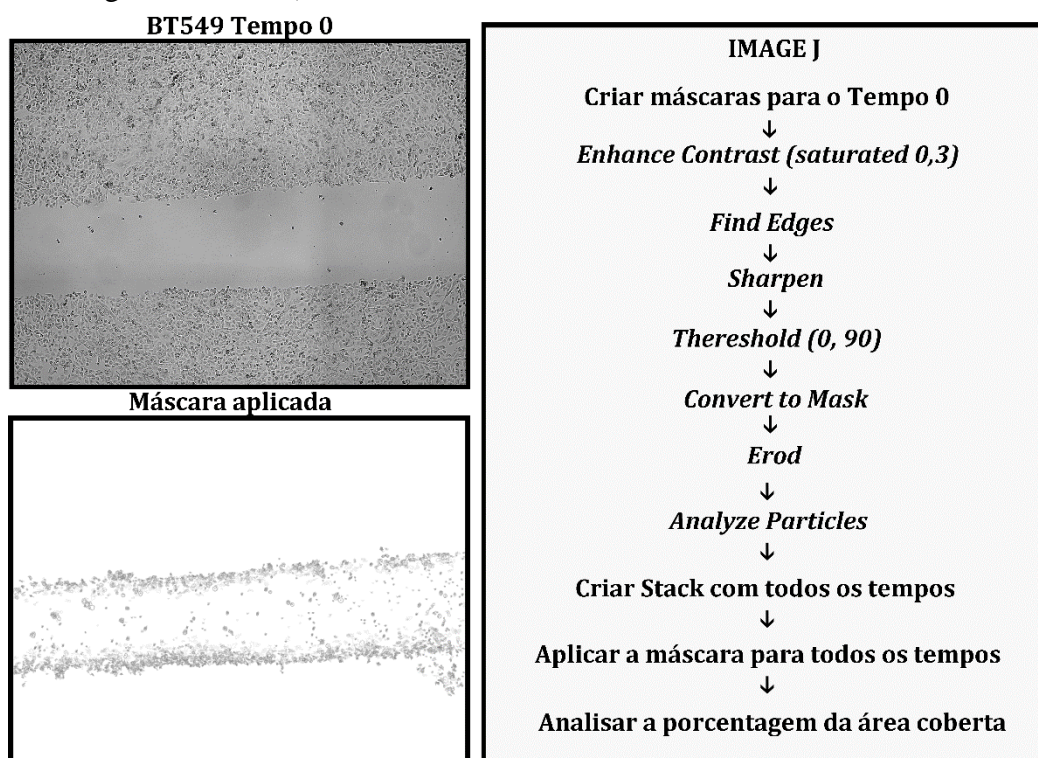 BT549 Tempo 0
Máscara aplicada
IMAGE J
Criar máscaras para o Tempo 0
↓
Enhance Contrast (saturated 0,3)
↓
Find Edges
↓
Sharpen
↓
Thereshold (0, 90)
↓
Convert to Mask
↓
Erod
↓
Analyze Particles
↓
Criar Stack com todos os tempos
↓
Aplicar a máscara para todos os tempos
↓
Analisar a porcentagem da área coberta